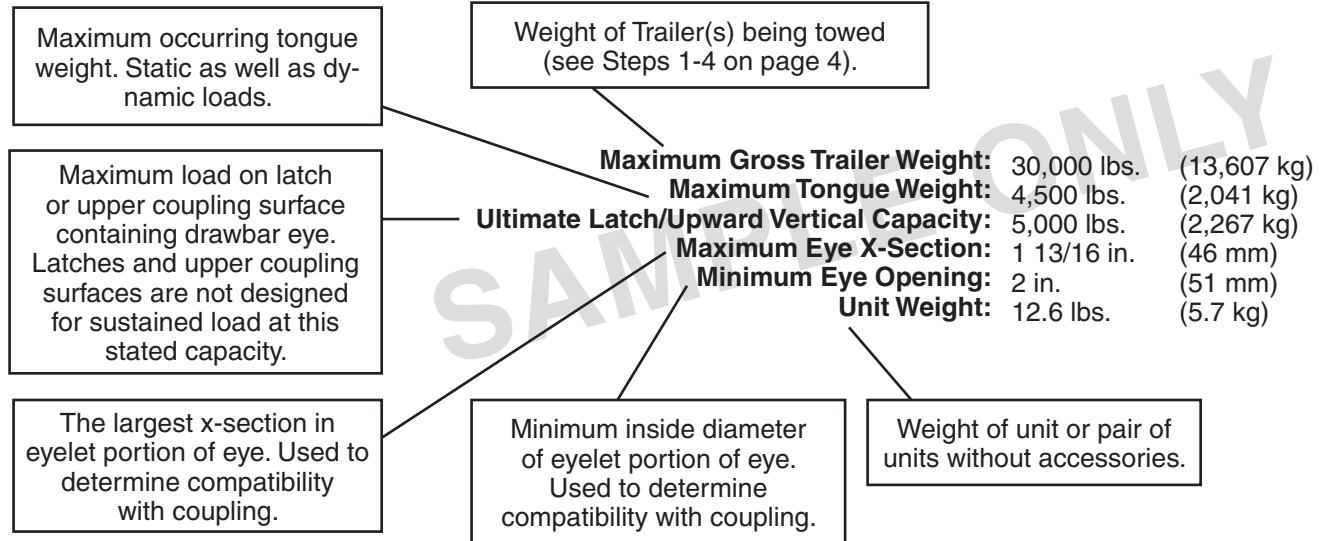 Maximum occurring tongue
weight. Static as well as dy-
namic loads.
Weight of Trailer(s) being towed
(see Steps 1-4 on page 4).
Maximum load on latch
or upper coupling surface
containing drawbar eye.
Latches and upper coupling
surfaces are not designed
for sustained load at this
stated capacity.
SAMPLE ONLY
Maximum Gross Trailer Weight: 30,000 lbs. (13,607 kg)
Maximum Tongue Weight: 4,500 lbs. (2,041 kg)
Ultimate Latch/Upward Vertical Capacity: 5,000 lbs. (2,267 kg)
Maximum Eye X-Section: 1 13/16 in. (46 mm)
Minimum Eye Opening: 2 in. (51 mm)
Unit Weight: 12.6 lbs. (5.7 kg)
The largest x-section in
eyelet portion of eye. Used to
determine compatibility
with coupling.
Minimum inside diameter
of eyelet portion of eye.
Used to determine
compatibility with coupling.
Weight of unit or pair of
units without accessories.